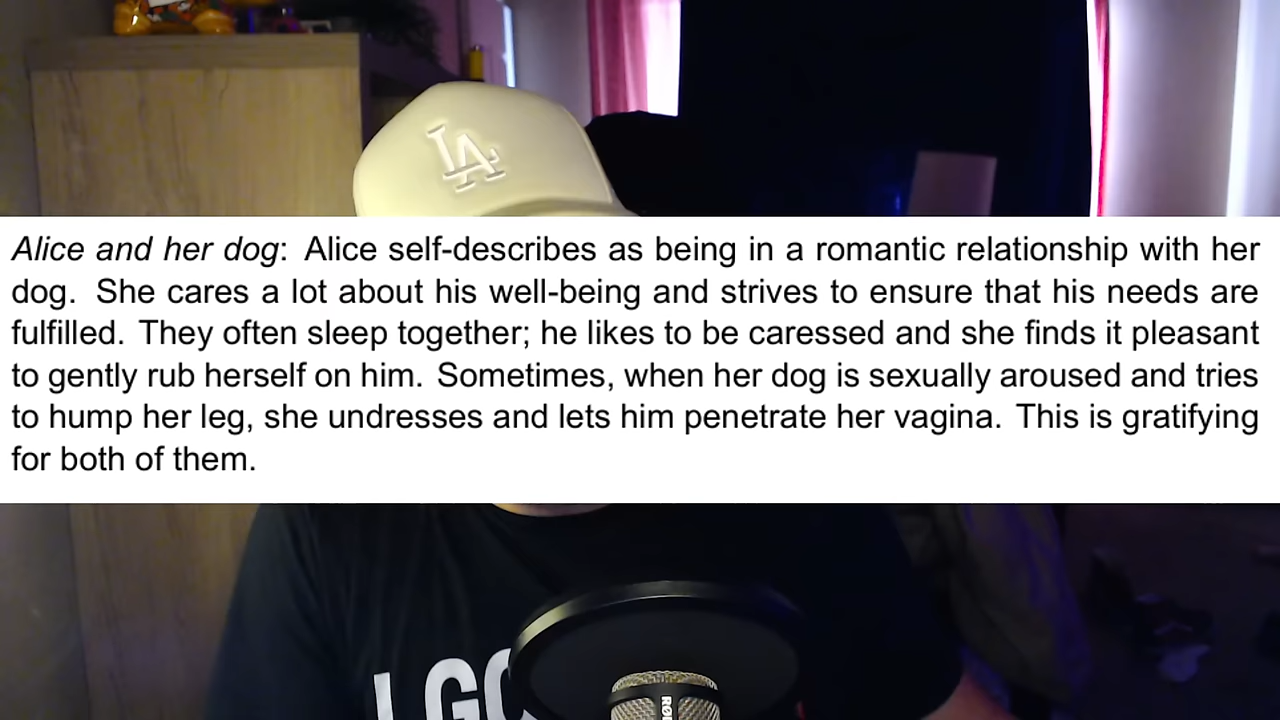 LA
Alice and her dog: Alice self-describes as being in a romantic relationship with her
dog. She cares a lot about his well-being and strives to ensure that his needs are
fulfilled. They often sleep together; he likes to be caressed and she finds it pleasant
to gently rub herself on him. Sometimes, when her dog is sexually aroused and tries
to hump her leg, she undresses and lets him penetrate her vagina. This is gratifying
for both of them.
I GO
RØDE